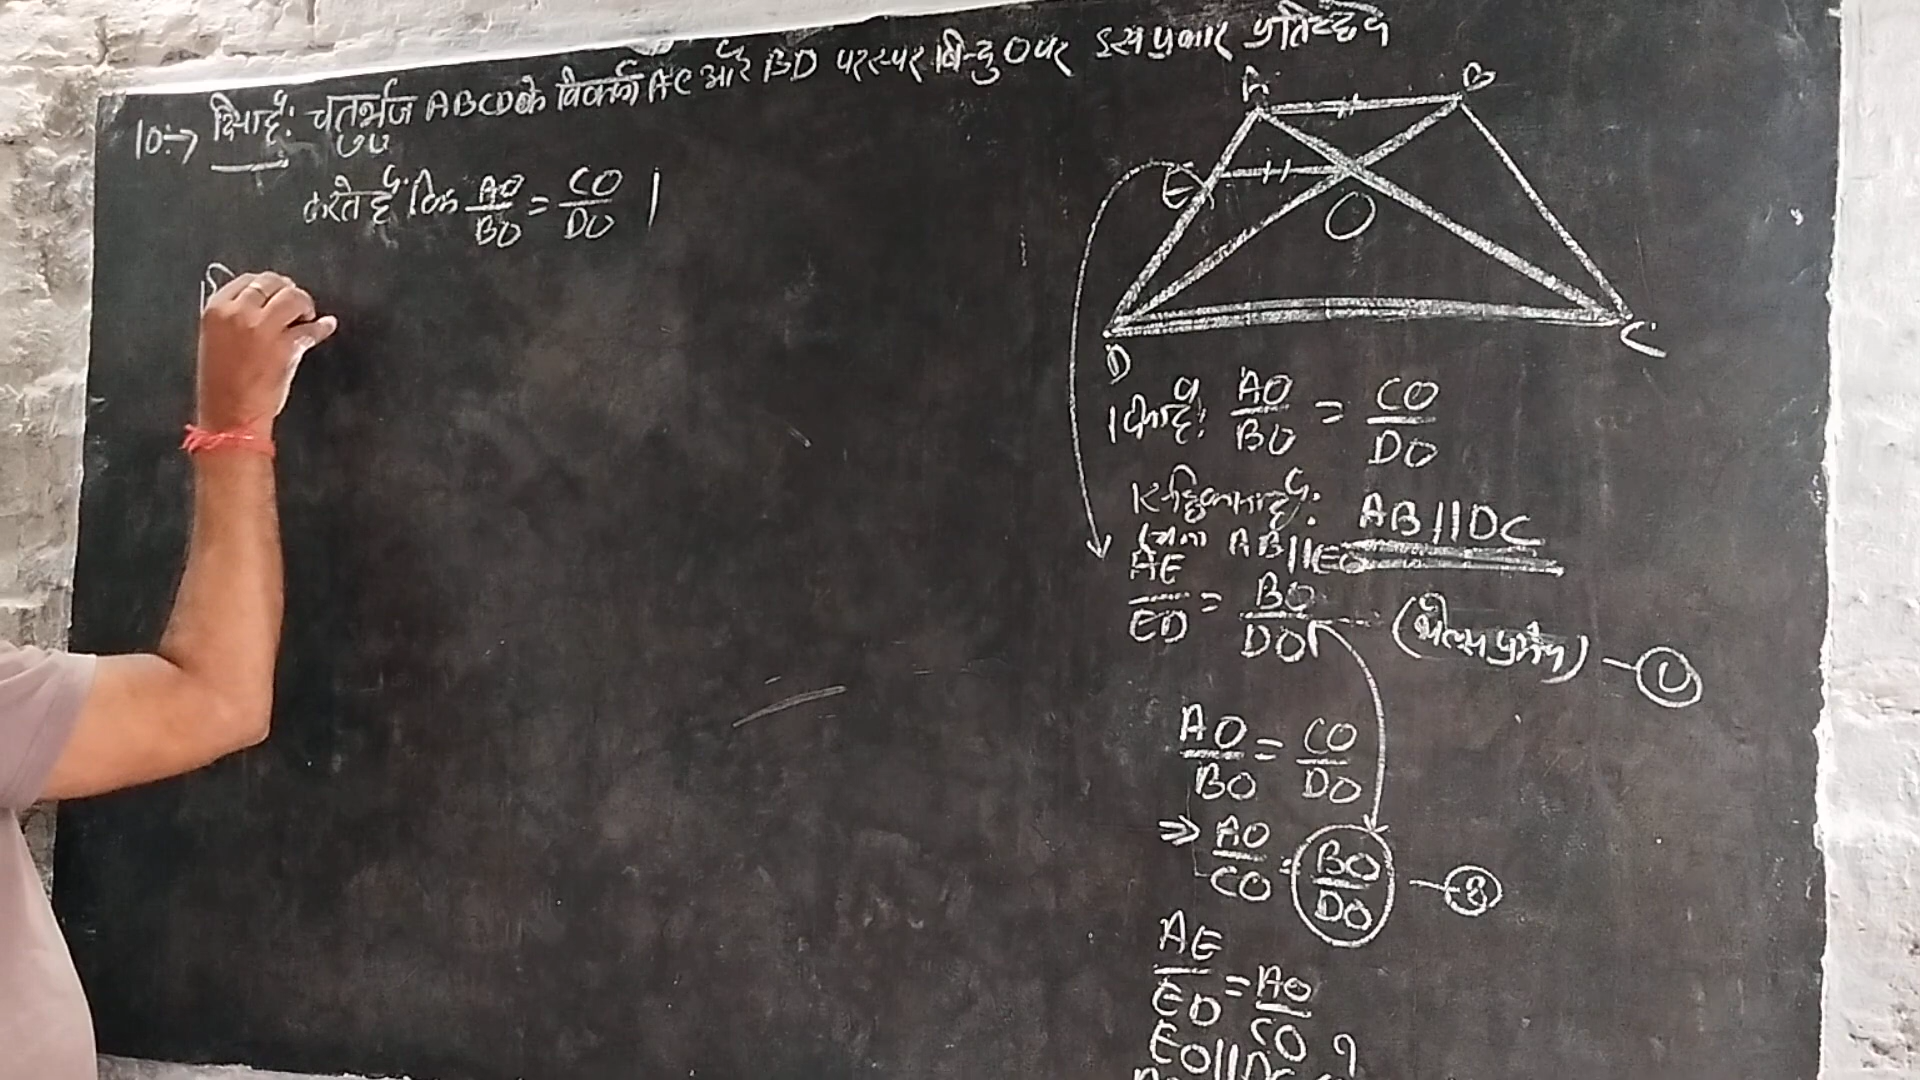 10:→ दिया है: चतुर्भुज ABCD के विकर्ण AC और BD परस्पर बिन्दु O पर इस प्रकार प्रतिच्छेद
करते हैं कि AO/BO = CO/DO |
A B
E
O
D C
दिया है: AO/BO = CO/DO
सिद्ध करना है: AB||DC
AB||EO
AE/ED = BO/DO (थेल्स प्रमेय) — 1
AO/BO = CO/DO
⇒ AO/CO = BO/DO — 2
AE/ED = AO/CO
EO||DC